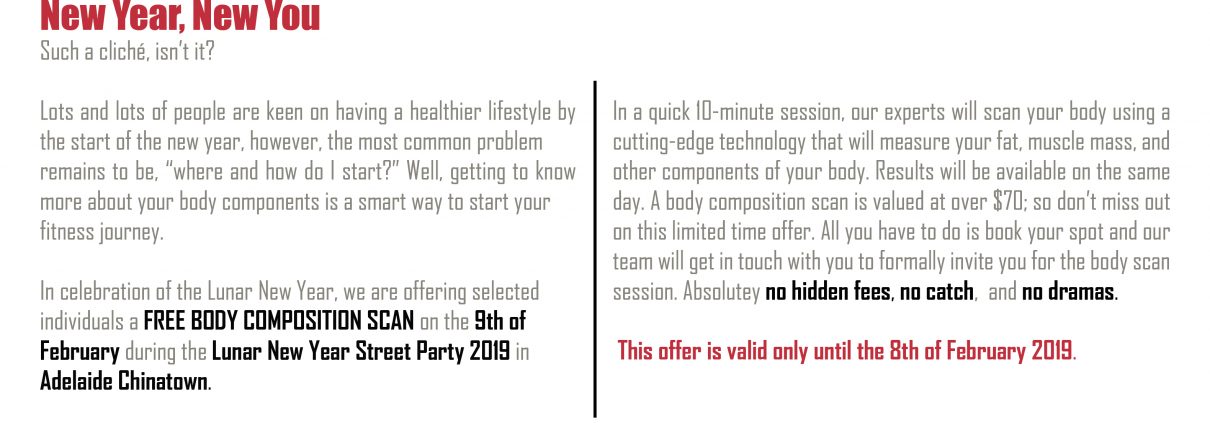 New Year, New You
Such a cliché, isn't it?
Lots and lots of people are keen on having a healthier lifestyle by
the start of the new year, however, the most common problem
remains to be, “where and how do I start?” Well, getting to know
more about your body components is a smart way to start your
fitness journey.
In celebration of the Lunar New Year, we are offering selected
individuals a FREE BODY COMPOSITION SCAN on the 9th of
February during the Lunar New Year Street Party 2019 in
Adelaide Chinatown.
In a quick 10-minute session, our experts will scan your body using a
cutting-edge technology that will measure your fat, muscle mass, and
other components of your body. Results will be available on the same
day. A body composition scan is valued at over $70; so don't miss out
on this limited time offer. All you have to do is book your spot and our
team will get in touch with you to formally invite you for the body scan
session. Absolutey no hidden fees, no catch, and no dramas.
This offer is valid only until the 8th of February 2019.